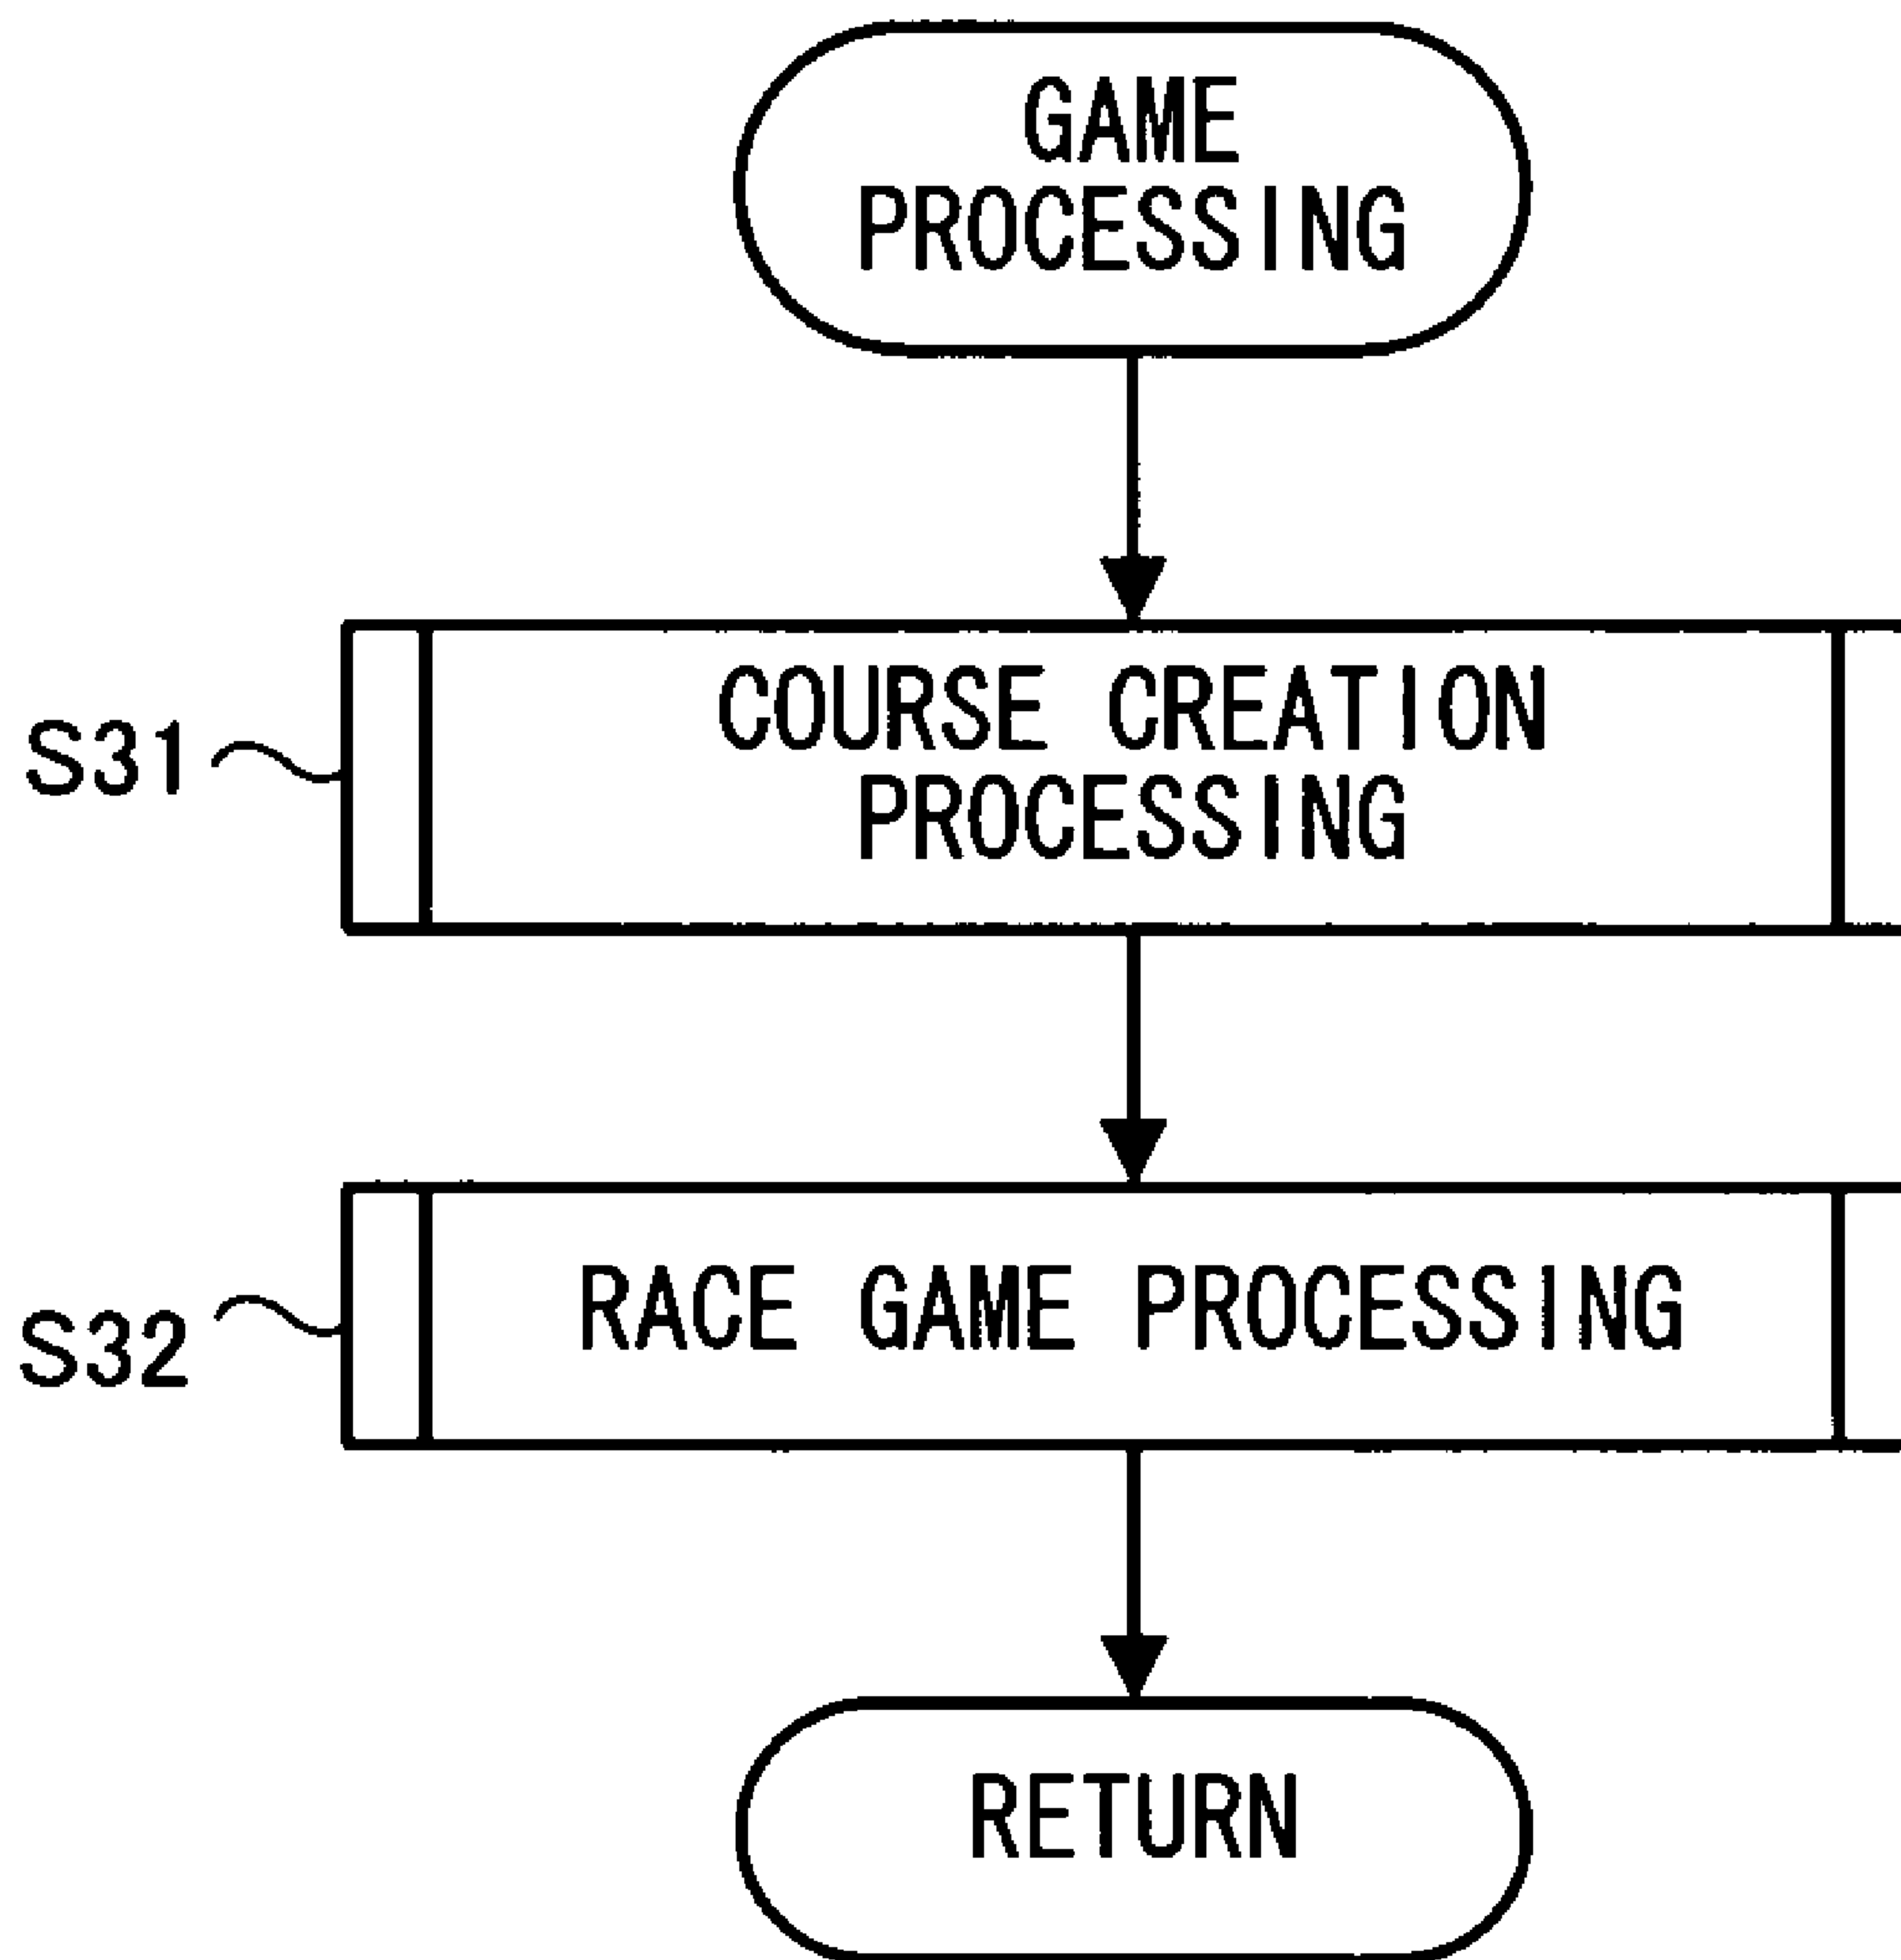 GAME
PROCESSING
S31
COURSE CREATION
PROCESSING
S32
RACE GAME PROCESSING
RETURN